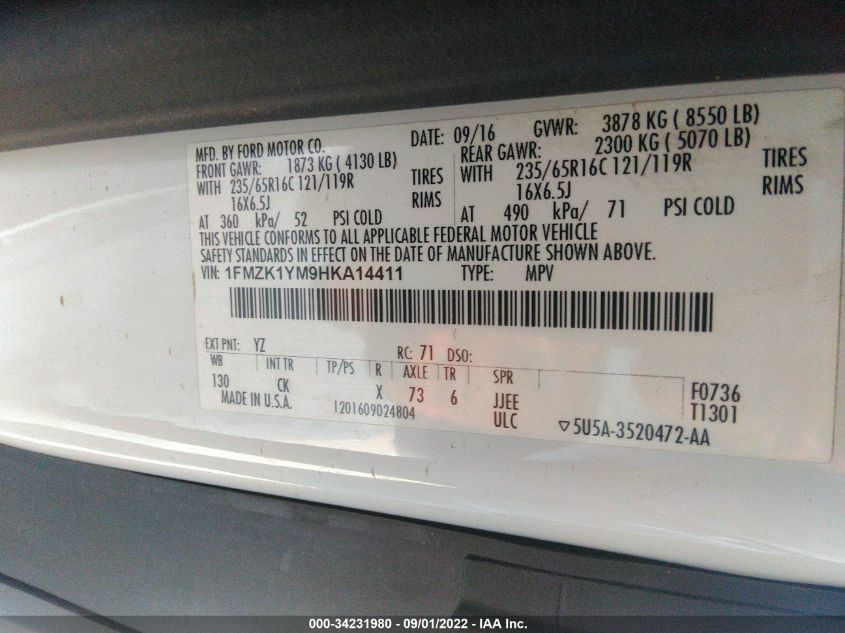 MFD. BY FORD MOTOR CO. DATE: 09/16 GVWR: 3878 KG ( 8550 LB)
FRONT GAWR: 1873 KG ( 4130 LB) REAR GAWR: 2300 KG ( 5070 LB)
WITH 235/65R16C 121/119R TIRES WITH 235/65R16C 121/119R TIRES
16X6.5J RIMS 16X6.5J RIMS
AT 360 kPa/ 52 PSI COLD AT 490 kPa/ 71 PSI COLD
THIS VEHICLE CONFORMS TO ALL APPLICABLE FEDERAL MOTOR VEHICLE
SAFETY STANDARDS IN EFFECT ON THE DATE OF MANUFACTURE SHOWN ABOVE.
VIN: 1FMZK1YM9HKA14411 TYPE: MPV
EXT PNT: YZ RC: 71 DSO:
WB INT TR TP/PS R AXLE TR SPR
130 CK X 73 6 JJEE F0736
MADE IN U.S.A. 1201609024804 ULC T1301
▽5U5A-3520472-AA
000-34231980 - 09/01/2022 - IAA Inc.